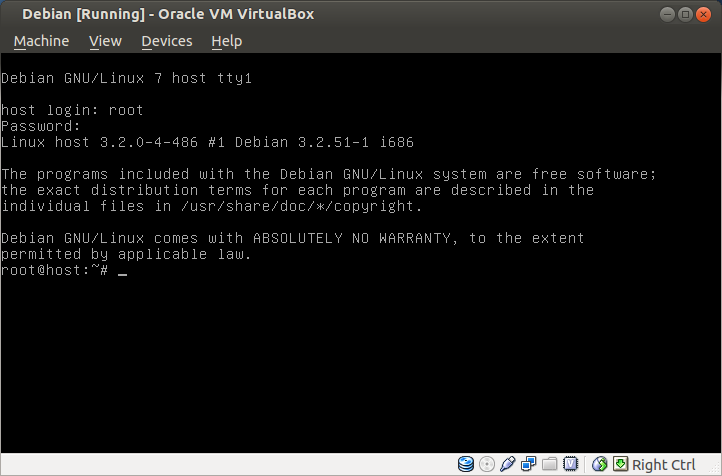 Debian [Running] - Oracle VM VirtualBox
Machine View Devices Help
Debian GNU/Linux 7 host tty1
host login: root
Password:
Linux host 3.2.0-4-486 #1 Debian 3.2.51-1 i686
The programs included with the Debian GNU/Linux system are free software;
the exact distribution terms for each program are described in the
individual files in /usr/share/doc/*/copyright.
Debian GNU/Linux comes with ABSOLUTELY NO WARRANTY, to the extent
permitted by applicable law.
root@host:~# _
Right Ctrl